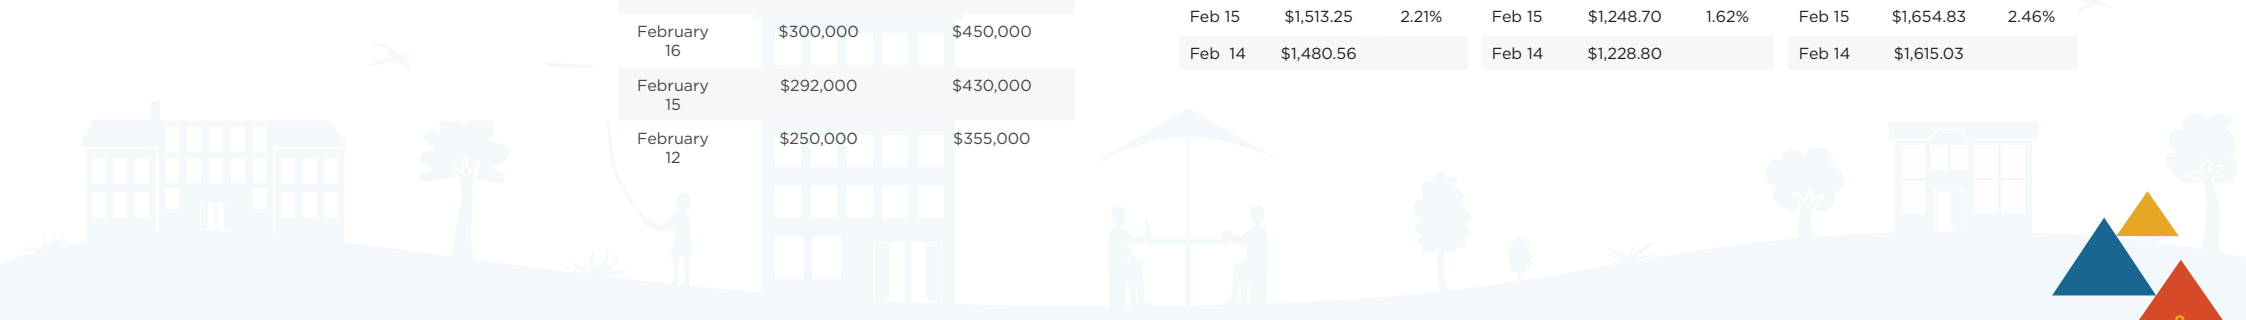 February $300,000 $450,000
16
February $292,000 $430,000
15
February $250,000 $355,000
12
Feb 15 $1,513.25 2.21% Feb 15 $1,248.70 1.62% Feb 15 $1,654.83 2.46%
Feb  14 $1,480.56 Feb 14 $1,228.80 Feb 14 $1,615.03